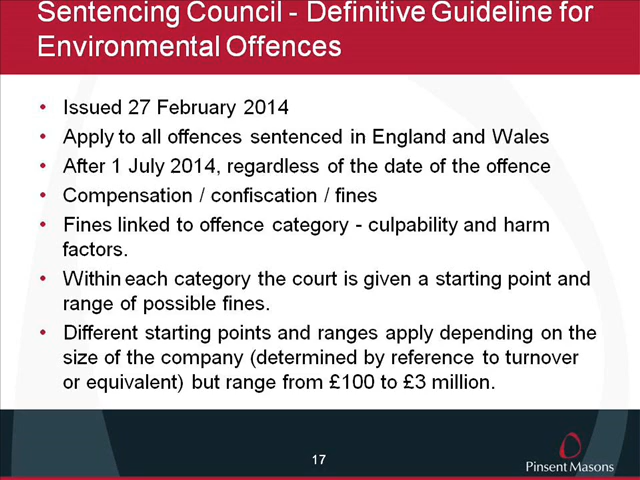 Sentencing Council - Definitive Guideline for
Environmental Offences
• Issued 27 February 2014
• Apply to all offences sentenced in England and Wales
• After 1 July 2014, regardless of the date of the offence
• Compensation / confiscation / fines
• Fines linked to offence category - culpability and harm
factors.
• Within each category the court is given a starting point and
range of possible fines.
• Different starting points and ranges apply depending on the
size of the company (determined by reference to turnover
or equivalent) but range from £100 to £3 million.
17
Pinsent Masons